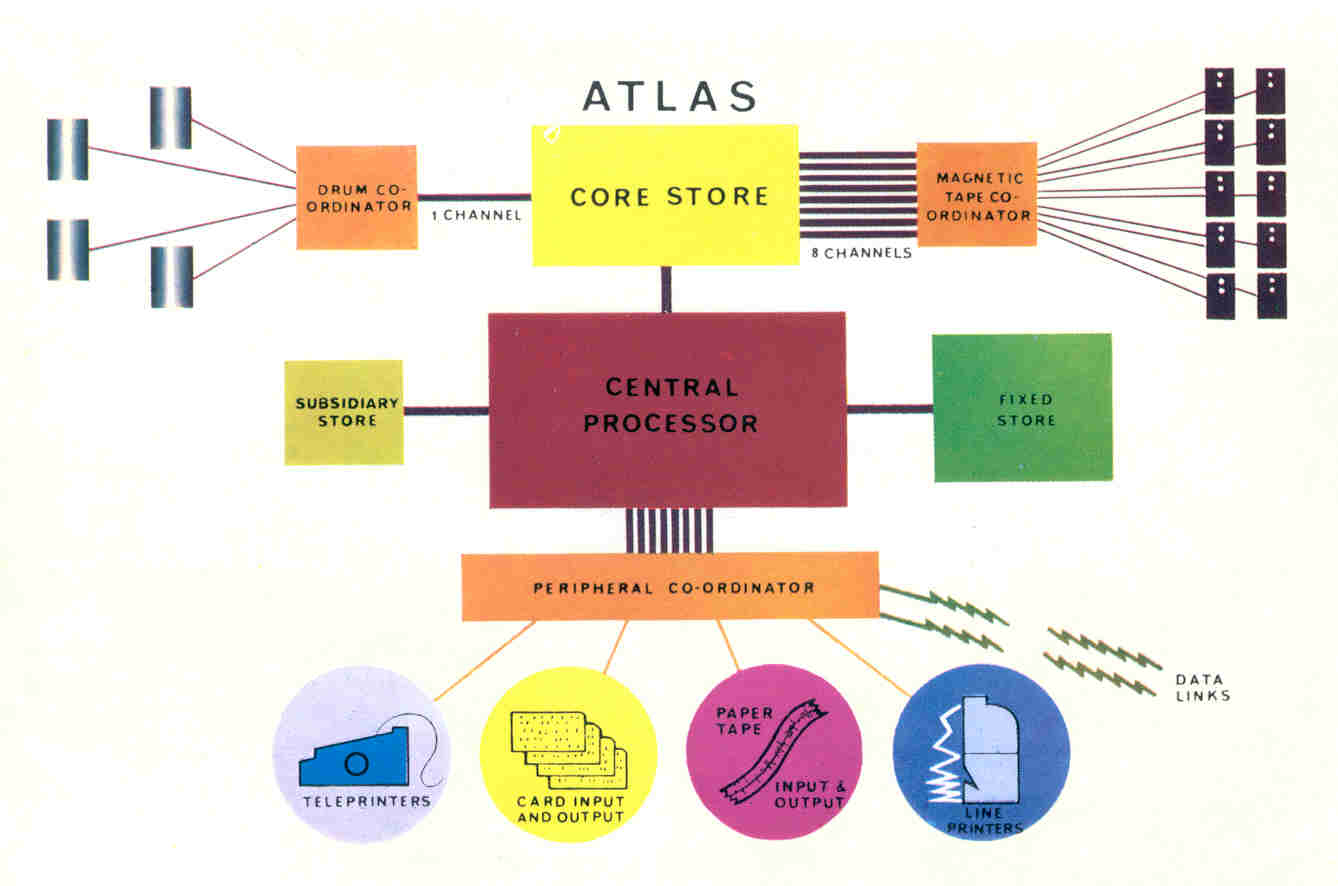 ATLAS
DRUM CO-
ORDINATOR
1 CHANNEL
CORE STORE
8 CHANNELS
MAGNETIC
TAPE CO-
ORDINATOR
SUBSIDIARY
STORE
CENTRAL
PROCESSOR
FIXED
STORE
PERIPHERAL CO-ORDINATOR
DATA
LINKS
TELEPRINTERS
CARD INPUT
AND OUTPUT
PAPER
TAPE
INPUT &
OUTPUT
LINE
PRINTERS